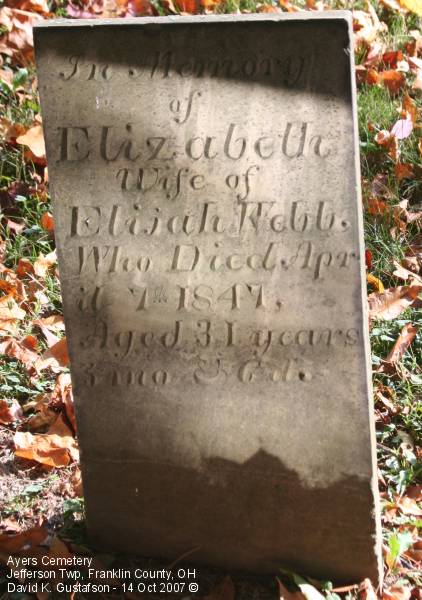 In Memory
of
Elizabeth
Wife of
Elijah Webb.
Who Died Apr
il 7th 1847.
Aged 31 years
3 mo & 6 ds.
Ayers Cemetery
Jefferson Twp, Franklin County, OH
David K. Gustafson - 14 Oct 2007 ©